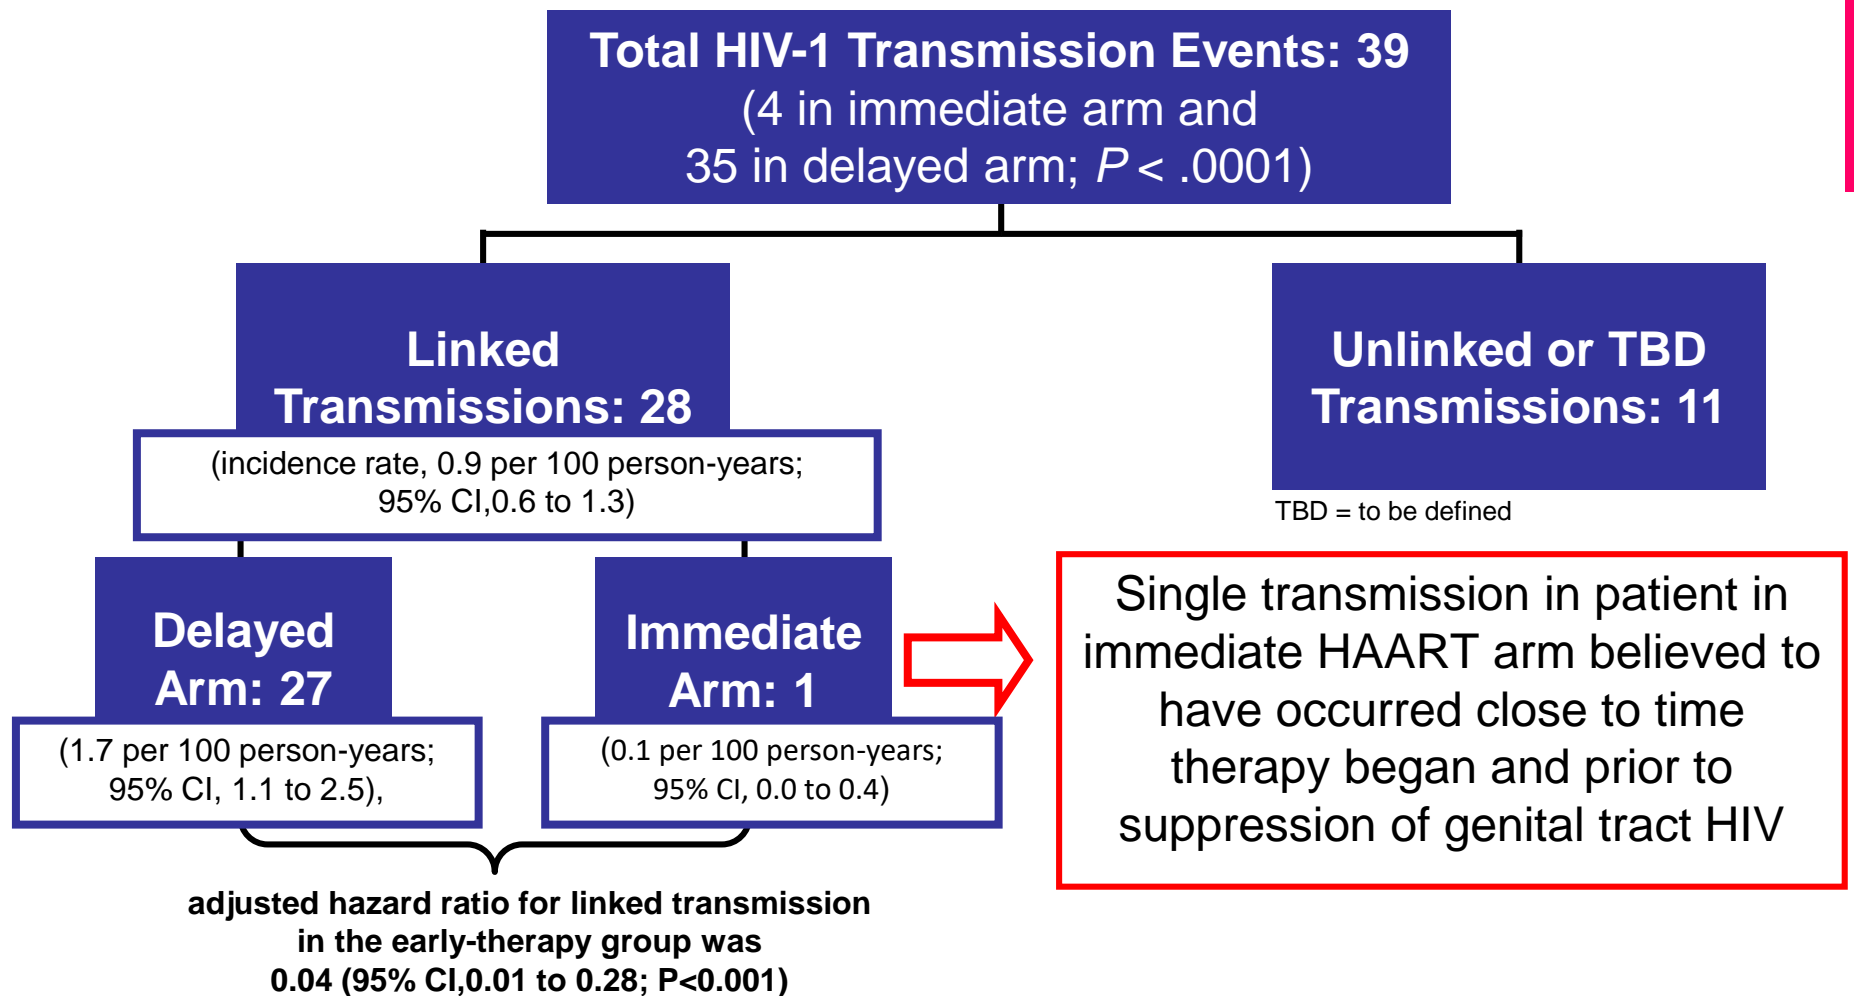 Total HIV-1 Transmission Events: 39
(4 in immediate arm and
35 in delayed arm; P < .0001)
Linked
Transmissions: 28
(incidence rate, 0.9 per 100 person-years;
95% CI,0.6 to 1.3)
Unlinked or TBD
Transmissions: 11
TBD = to be defined
Delayed
Arm: 27
(1.7 per 100 person-years;
95% CI, 1.1 to 2.5),
Immediate
Arm: 1
(0.1 per 100 person-years;
95% CI, 0.0 to 0.4)
Single transmission in patient in
immediate HAART arm believed to
have occurred close to time
therapy began and prior to
suppression of genital tract HIV
adjusted hazard ratio for linked transmission
in the early-therapy group was
0.04 (95% CI,0.01 to 0.28; P<0.001)